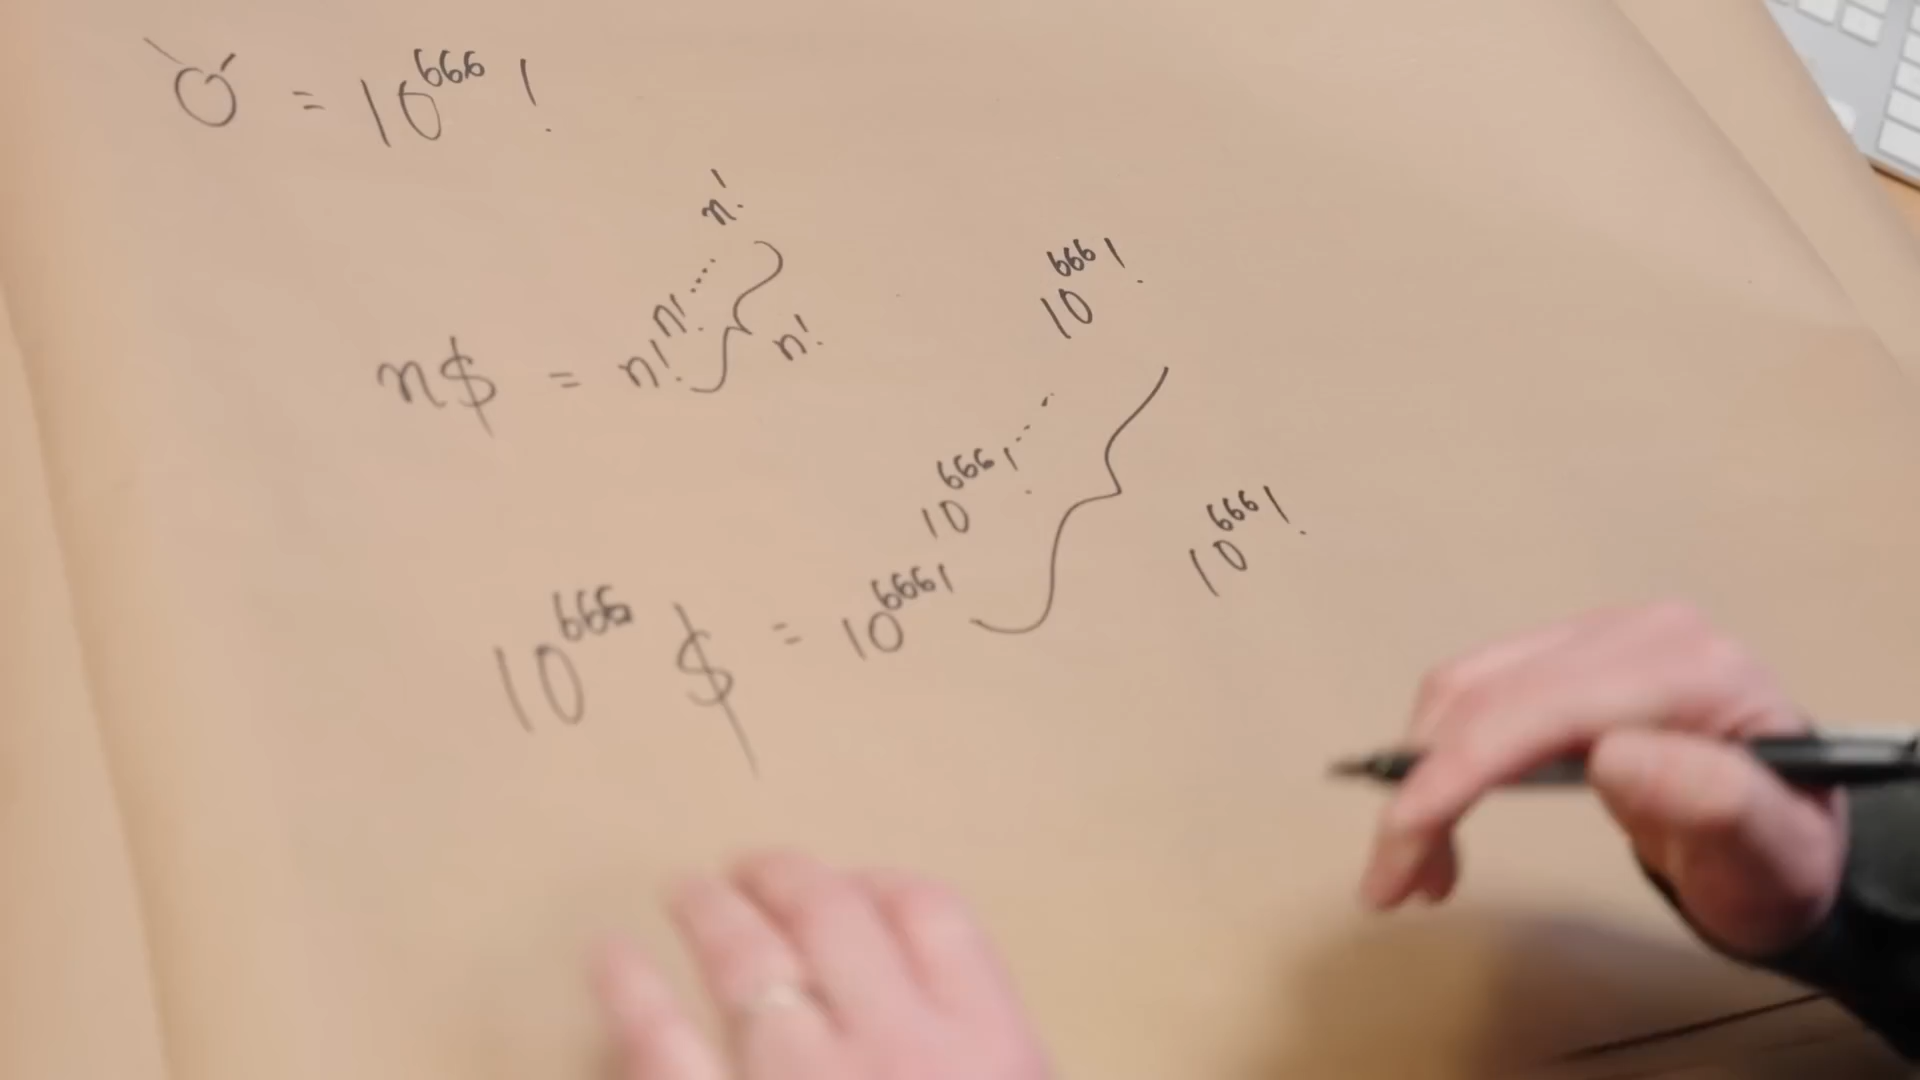 Ó = 10^666!
n$ = n!^n!^....^n! } n!
10^666 $ = 10^666!^10^666!^....^10^666! } 10^666!